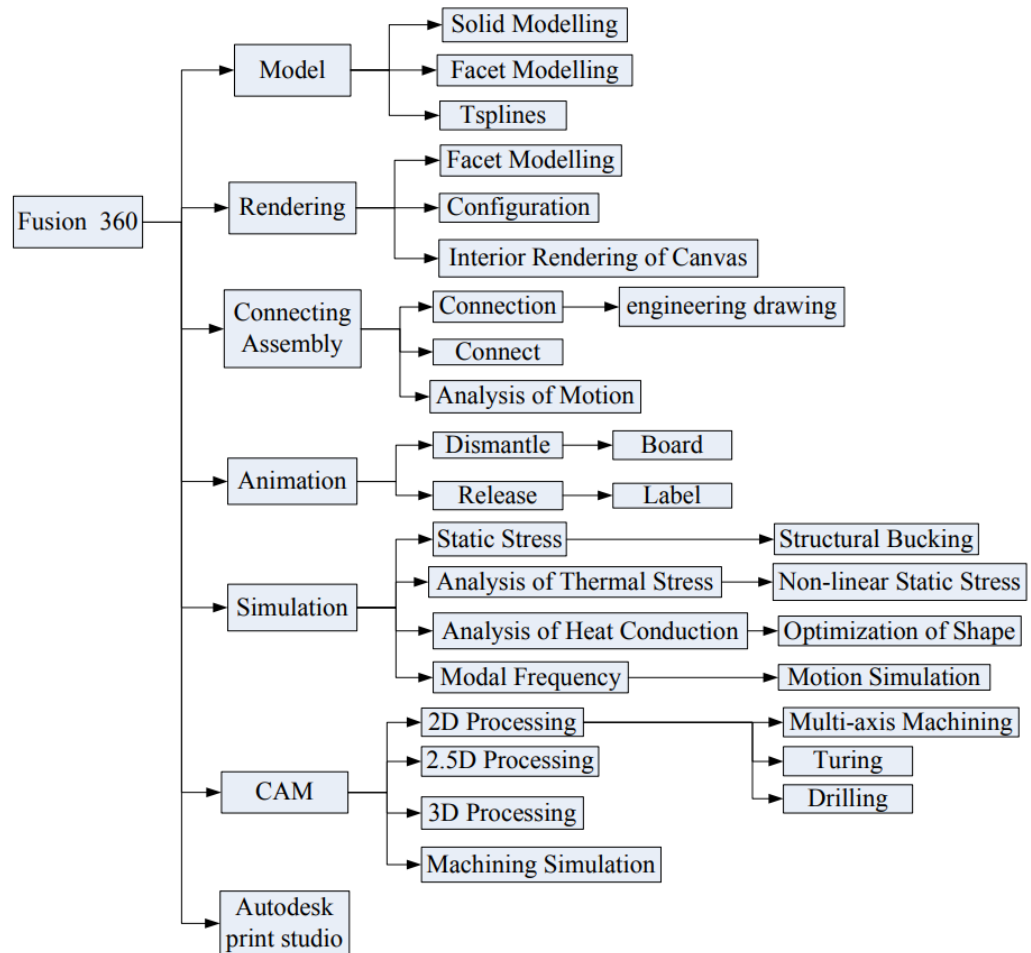 Fusion 360
Model
Solid Modelling
Facet Modelling
Tsplines
Rendering
Facet Modelling
Configuration
Interior Rendering of Canvas
Connecting
Assembly
Connection
engineering drawing
Connect
Analysis of Motion
Animation
Dismantle
Board
Release
Label
Simulation
Static Stress
Structural Bucking
Analysis of Thermal Stress
Non-linear Static Stress
Analysis of Heat Conduction
Optimization of Shape
Modal Frequency
Motion Simulation
CAM
2D Processing
Multi-axis Machining
Turing
Drilling
2.5D Processing
3D Processing
Machining Simulation
Autodesk
print studio